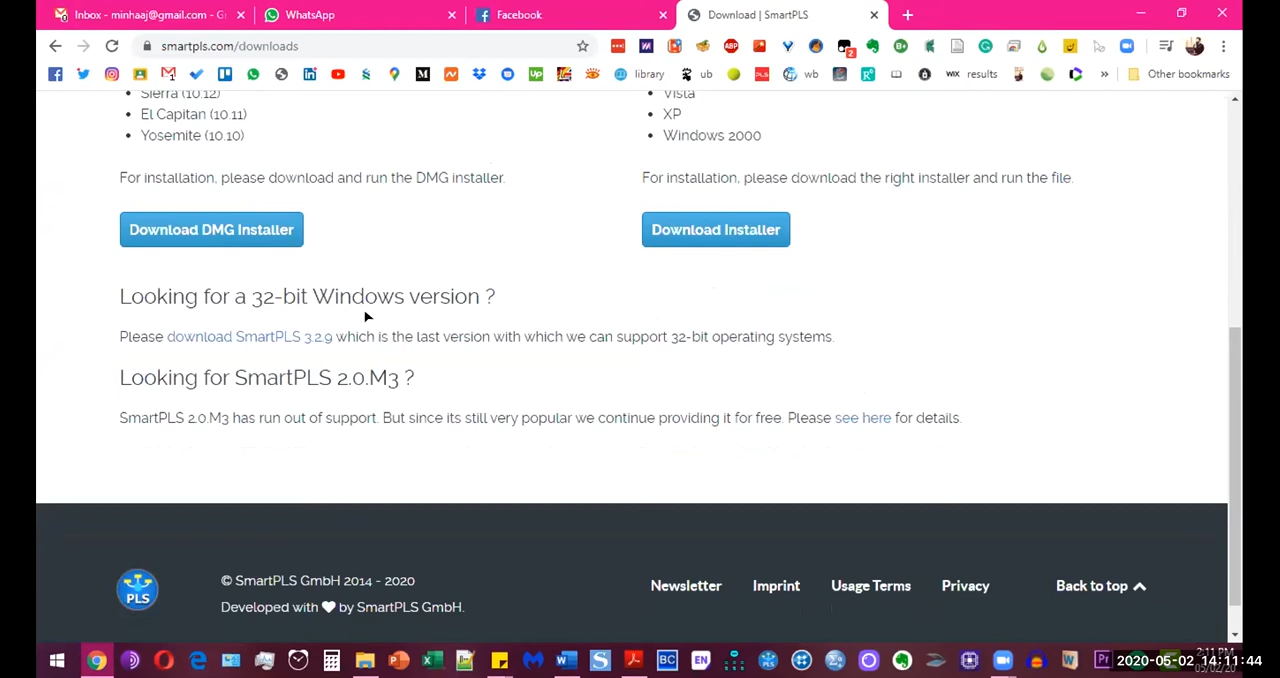 Inbox - minhaaj@gmail.com - G
WhatsApp
Facebook
Download | SmartPLS
smartpls.com/downloads
ABP
2
library
ub
PLS
wb
WIX results
Other bookmarks
Sierra (10.12)
El Capitan (10.11)
Yosemite (10.10)
Vista
XP
Windows 2000
For installation, please download and run the DMG installer.
For installation, please download the right installer and run the file.
Download DMG Installer
Download Installer
Looking for a 32-bit Windows version ?
Please download SmartPLS 3.2.9 which is the last version with which we can support 32-bit operating systems.
Looking for SmartPLS 2.0.M3 ?
SmartPLS 2.0.M3 has run out of support. But since its still very popular we continue providing it for free. Please see here for details.
PLS
© SmartPLS GmbH 2014 - 2020
Developed with ❤ by SmartPLS GmbH.
Newsletter
Imprint
Usage Terms
Privacy
Back to top
BC
EN
Pr
2020-05-02 14:11:44